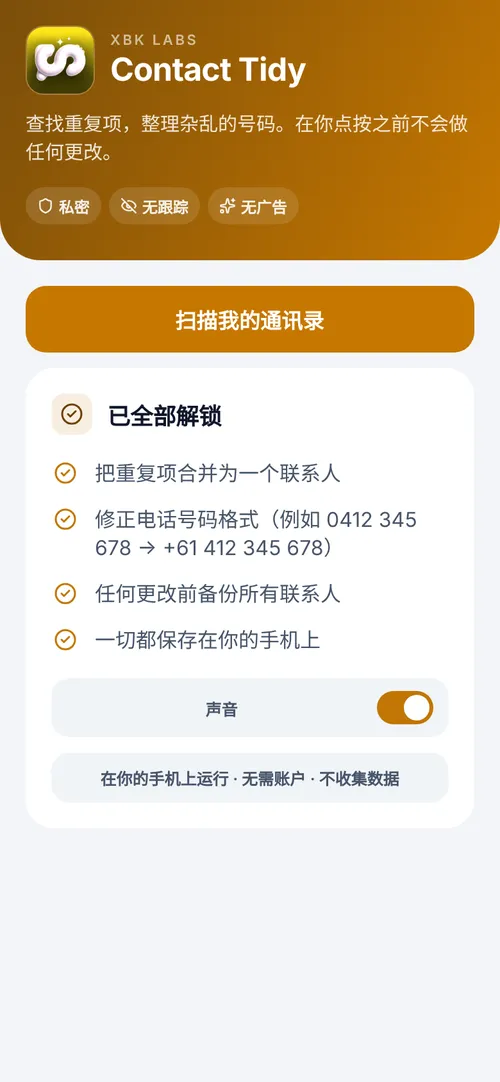 XBK LABS
Contact Tidy
查找重复项，整理杂乱的号码。在你点按之前不会做
任何更改。
私密
无跟踪
无广告
扫描我的通讯录
已全部解锁
把重复项合并为一个联系人
修正电话号码格式（例如 0412 345
678 → +61 412 345 678）
任何更改前备份所有联系人
一切都保存在你的手机上
声音
在你的手机上运行 · 无需账户 · 不收集数据